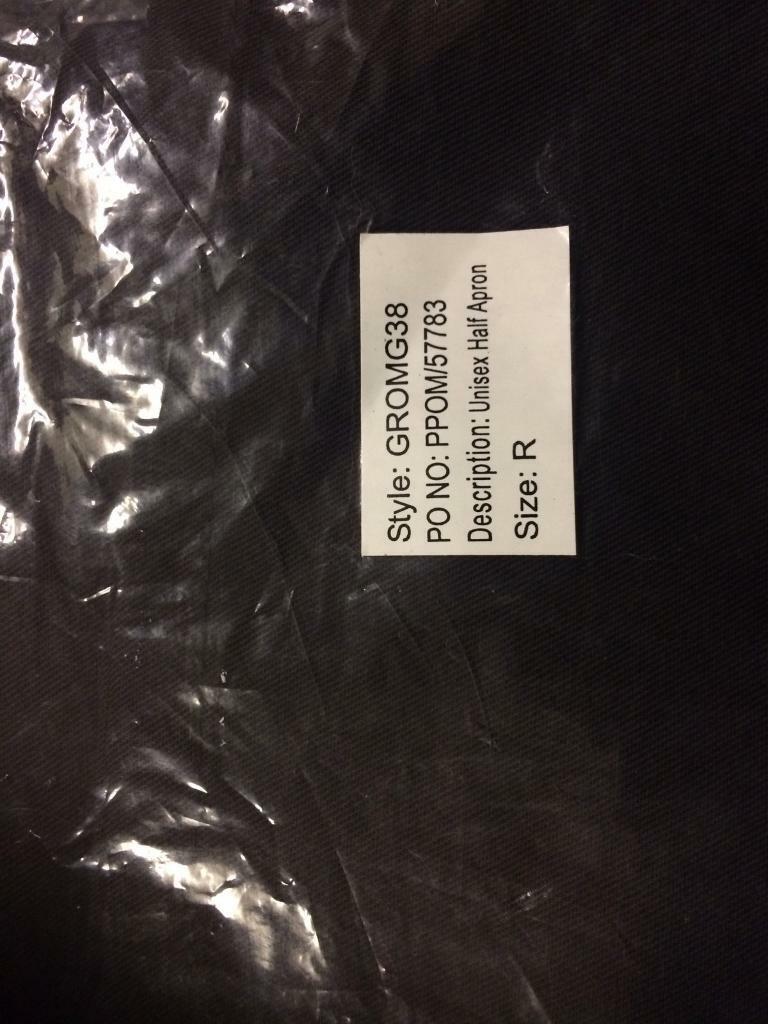 Style: GROMG38
PO NO: PPOM/57783
Description: Unisex Half Apron
Size: R